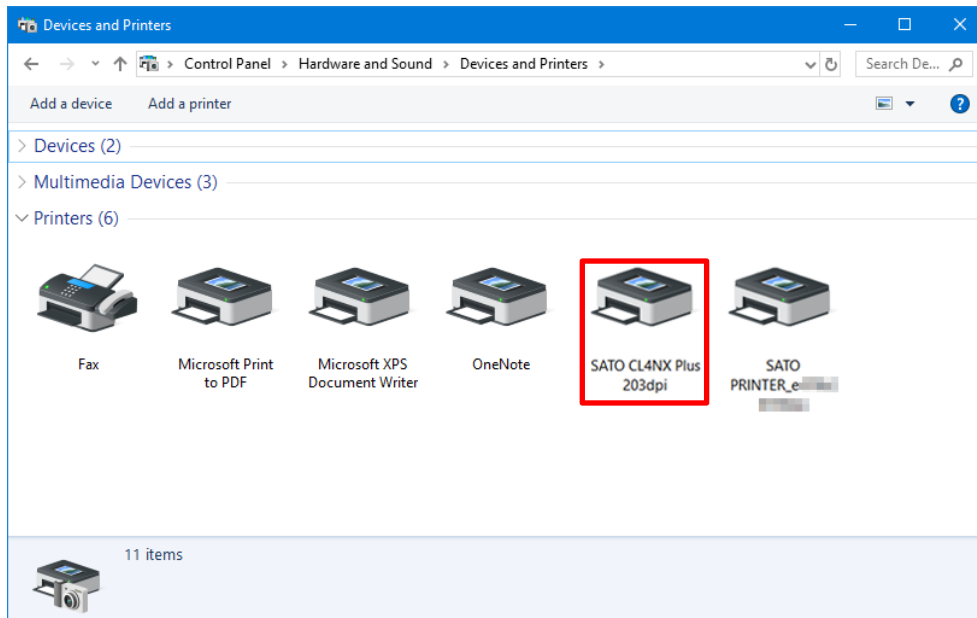 Devices and Printers
Control Panel > Hardware and Sound > Devices and Printers >
Search De...
Add a device Add a printer
?
Devices (2)
Multimedia Devices (3)
Printers (6)
Fax
Microsoft Print
to PDF
Microsoft XPS
Document Writer
OneNote
SATO CL4NX Plus
203dpi
SATO
PRINTER_e
11 items